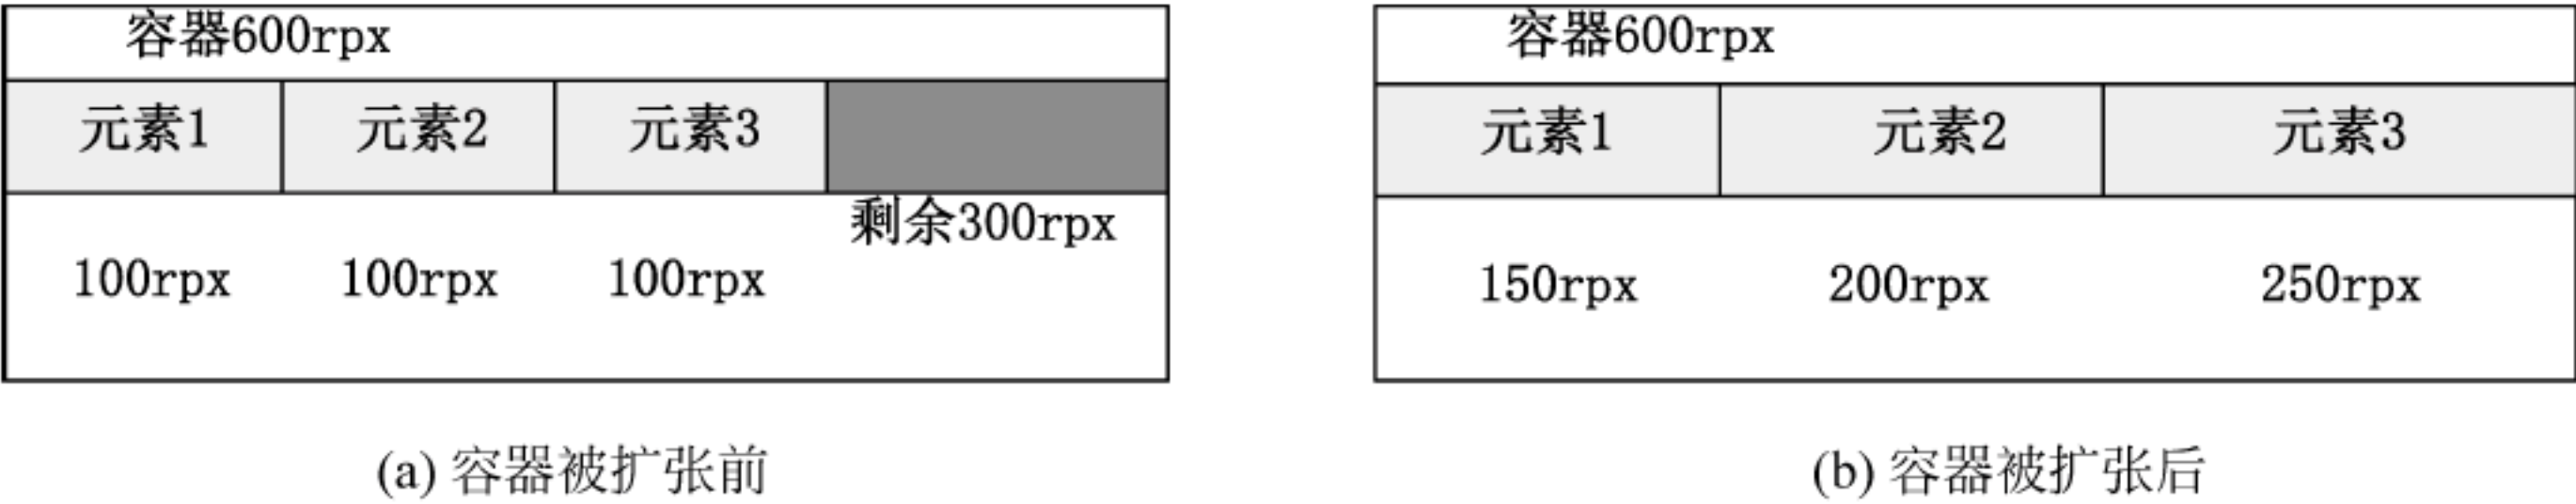 容器600rpx
元素1 元素2 元素3
剩余300rpx
100rpx 100rpx 100rpx
(a) 容器被扩张前
容器600rpx
元素1 元素2 元素3
150rpx 200rpx 250rpx
(b) 容器被扩张后